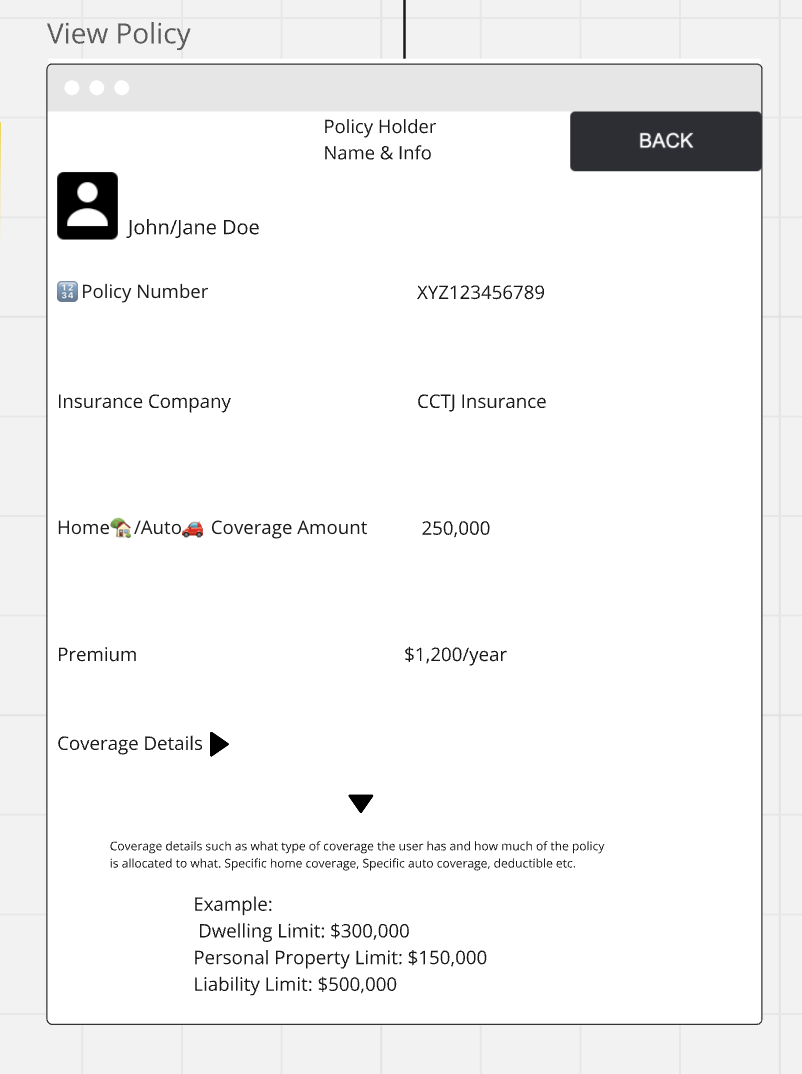 View Policy
Policy Holder
Name & Info
BACK
John/Jane Doe
🔢 Policy Number XYZ123456789
Insurance Company CCTJ Insurance
Home🏡/Auto🚗 Coverage Amount 250,000
Premium $1,200/year
Coverage Details
Coverage details such as what type of coverage the user has and how much of the policy
is allocated to what. Specific home coverage, Specific auto coverage, deductible etc.
Example:
Dwelling Limit: $300,000
Personal Property Limit: $150,000
Liability Limit: $500,000